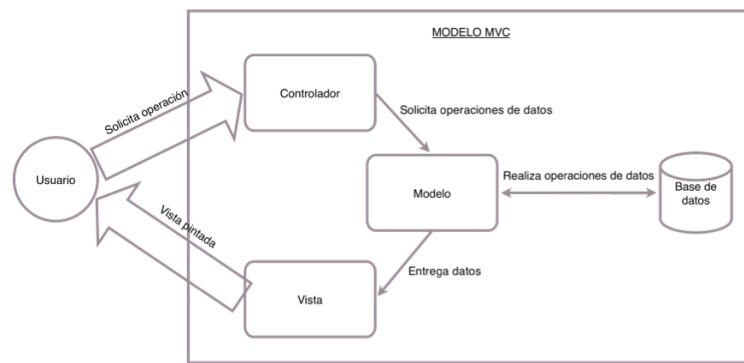 MODELO MVC
Controlador
Solicita operación
Solicita operaciones de datos
Usuario
Modelo
Realiza operaciones de datos
Base de
datos
Vista pintada
Entrega datos
Vista